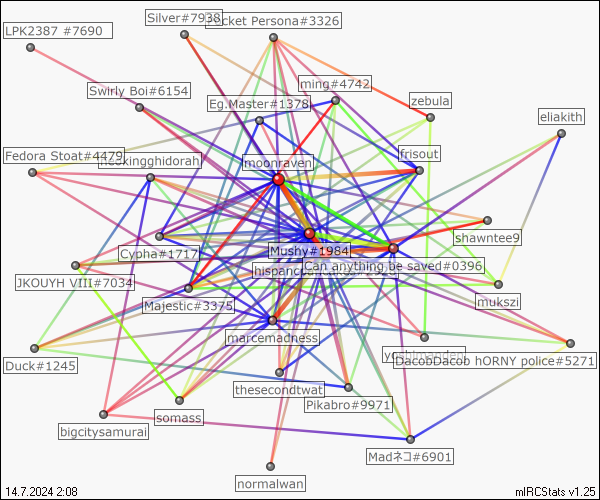 Silver#7938
Pocket Persona#3326
LPK2387 #7690
ming#4742
Swirly Boi#6154
Eg.Master#1378
zebula
eliakith
Fedora Stoat#4479
moonraven
frisout
Cypha#1717
Mushy#1984
shawntee9
Can anything be saved#0396
JKOUYH VIII#7034
Majestic#3375
mukszi
marcemadness
DacobDacob hORNY police#5271
Duck#1245
thesecondtwat
Pikabro#9971
somass
bigcitysamurai
Madネコ#6901
normalwan
14.7.2024 2:08
mIRCStats v1.25